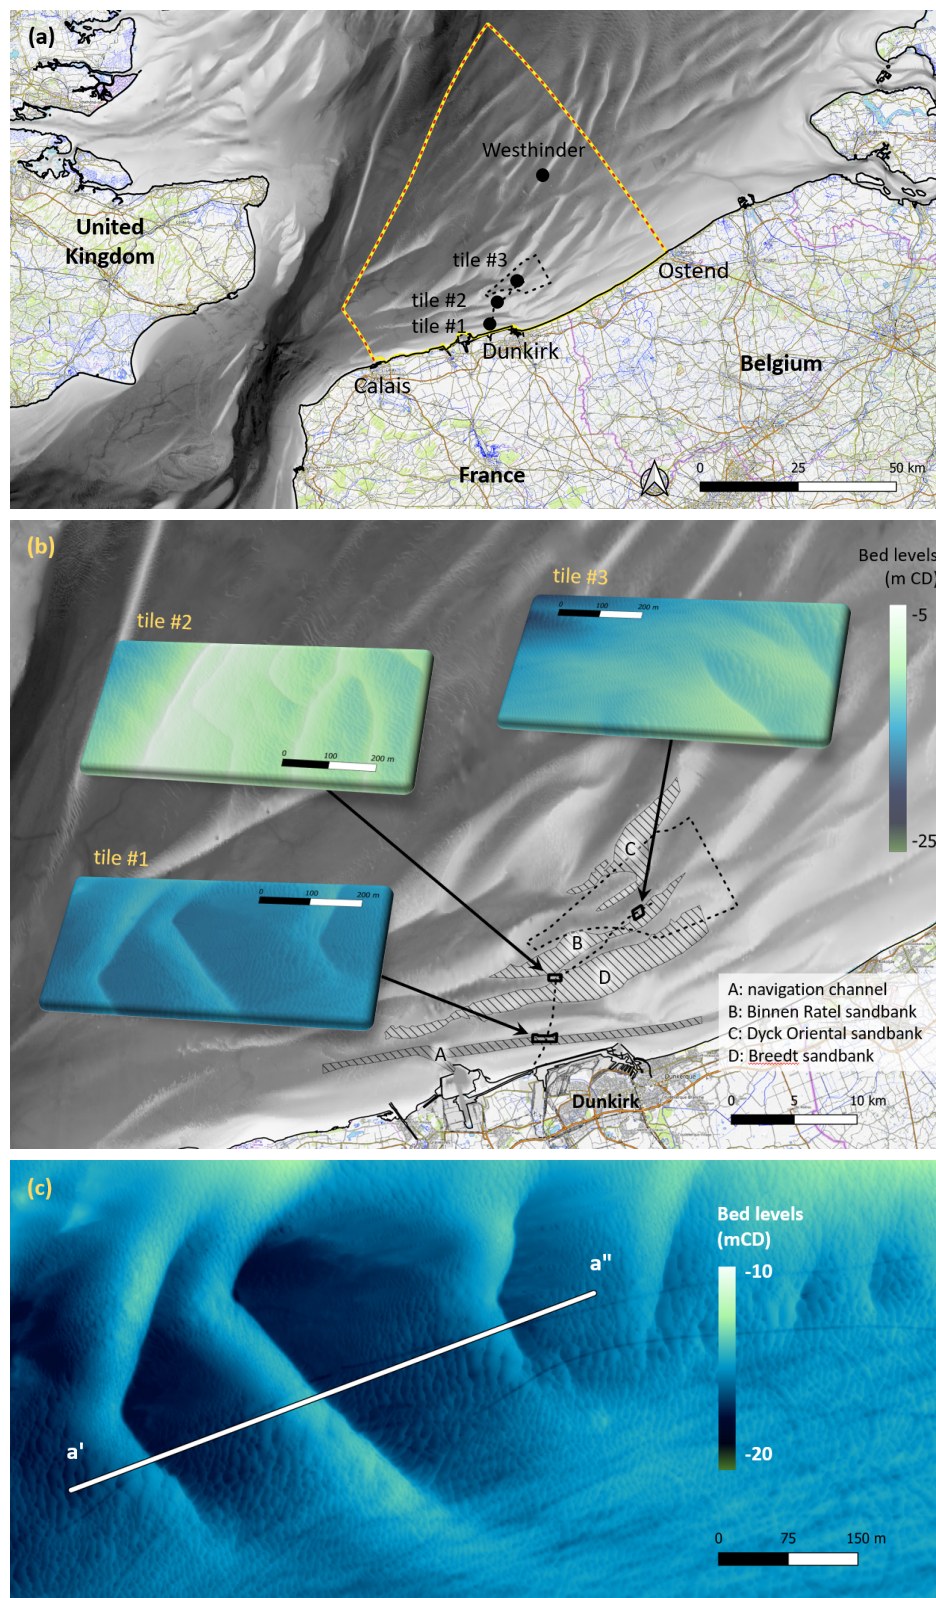 (a)
Westhinder
United
Kingdom
tile #3
Ostend
tile #2
tile #1
Dunkirk
Belgium
Calais
France
0 25 50 km
(b)
Bed levels
(m CD)
tile #3
0 100 200 m
-5
tile #2
0 100 200 m
-25
tile #1
0 100 200 m
C
B
D
A: navigation channel
B: Binnen Ratel sandbank
C: Dyck Oriental sandbank
D: Breedt sandbank
A
Dunkirk
0 5 10 km
(c)
Bed levels
(mCD)
a"
-10
a'
-20
0 75 150 m